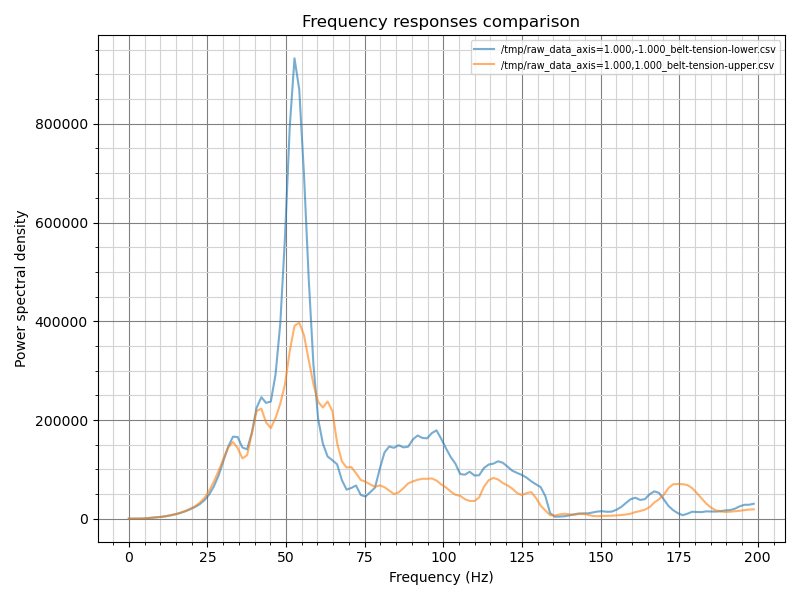 Frequency responses comparison
/tmp/raw_data_axis=1.000,-1.000_belt-tension-lower.csv
/tmp/raw_data_axis=1.000,1.000_belt-tension-upper.csv
Power spectral density
800000
600000
400000
200000
0
0 25 50 75 100 125 150 175 200
Frequency (Hz)